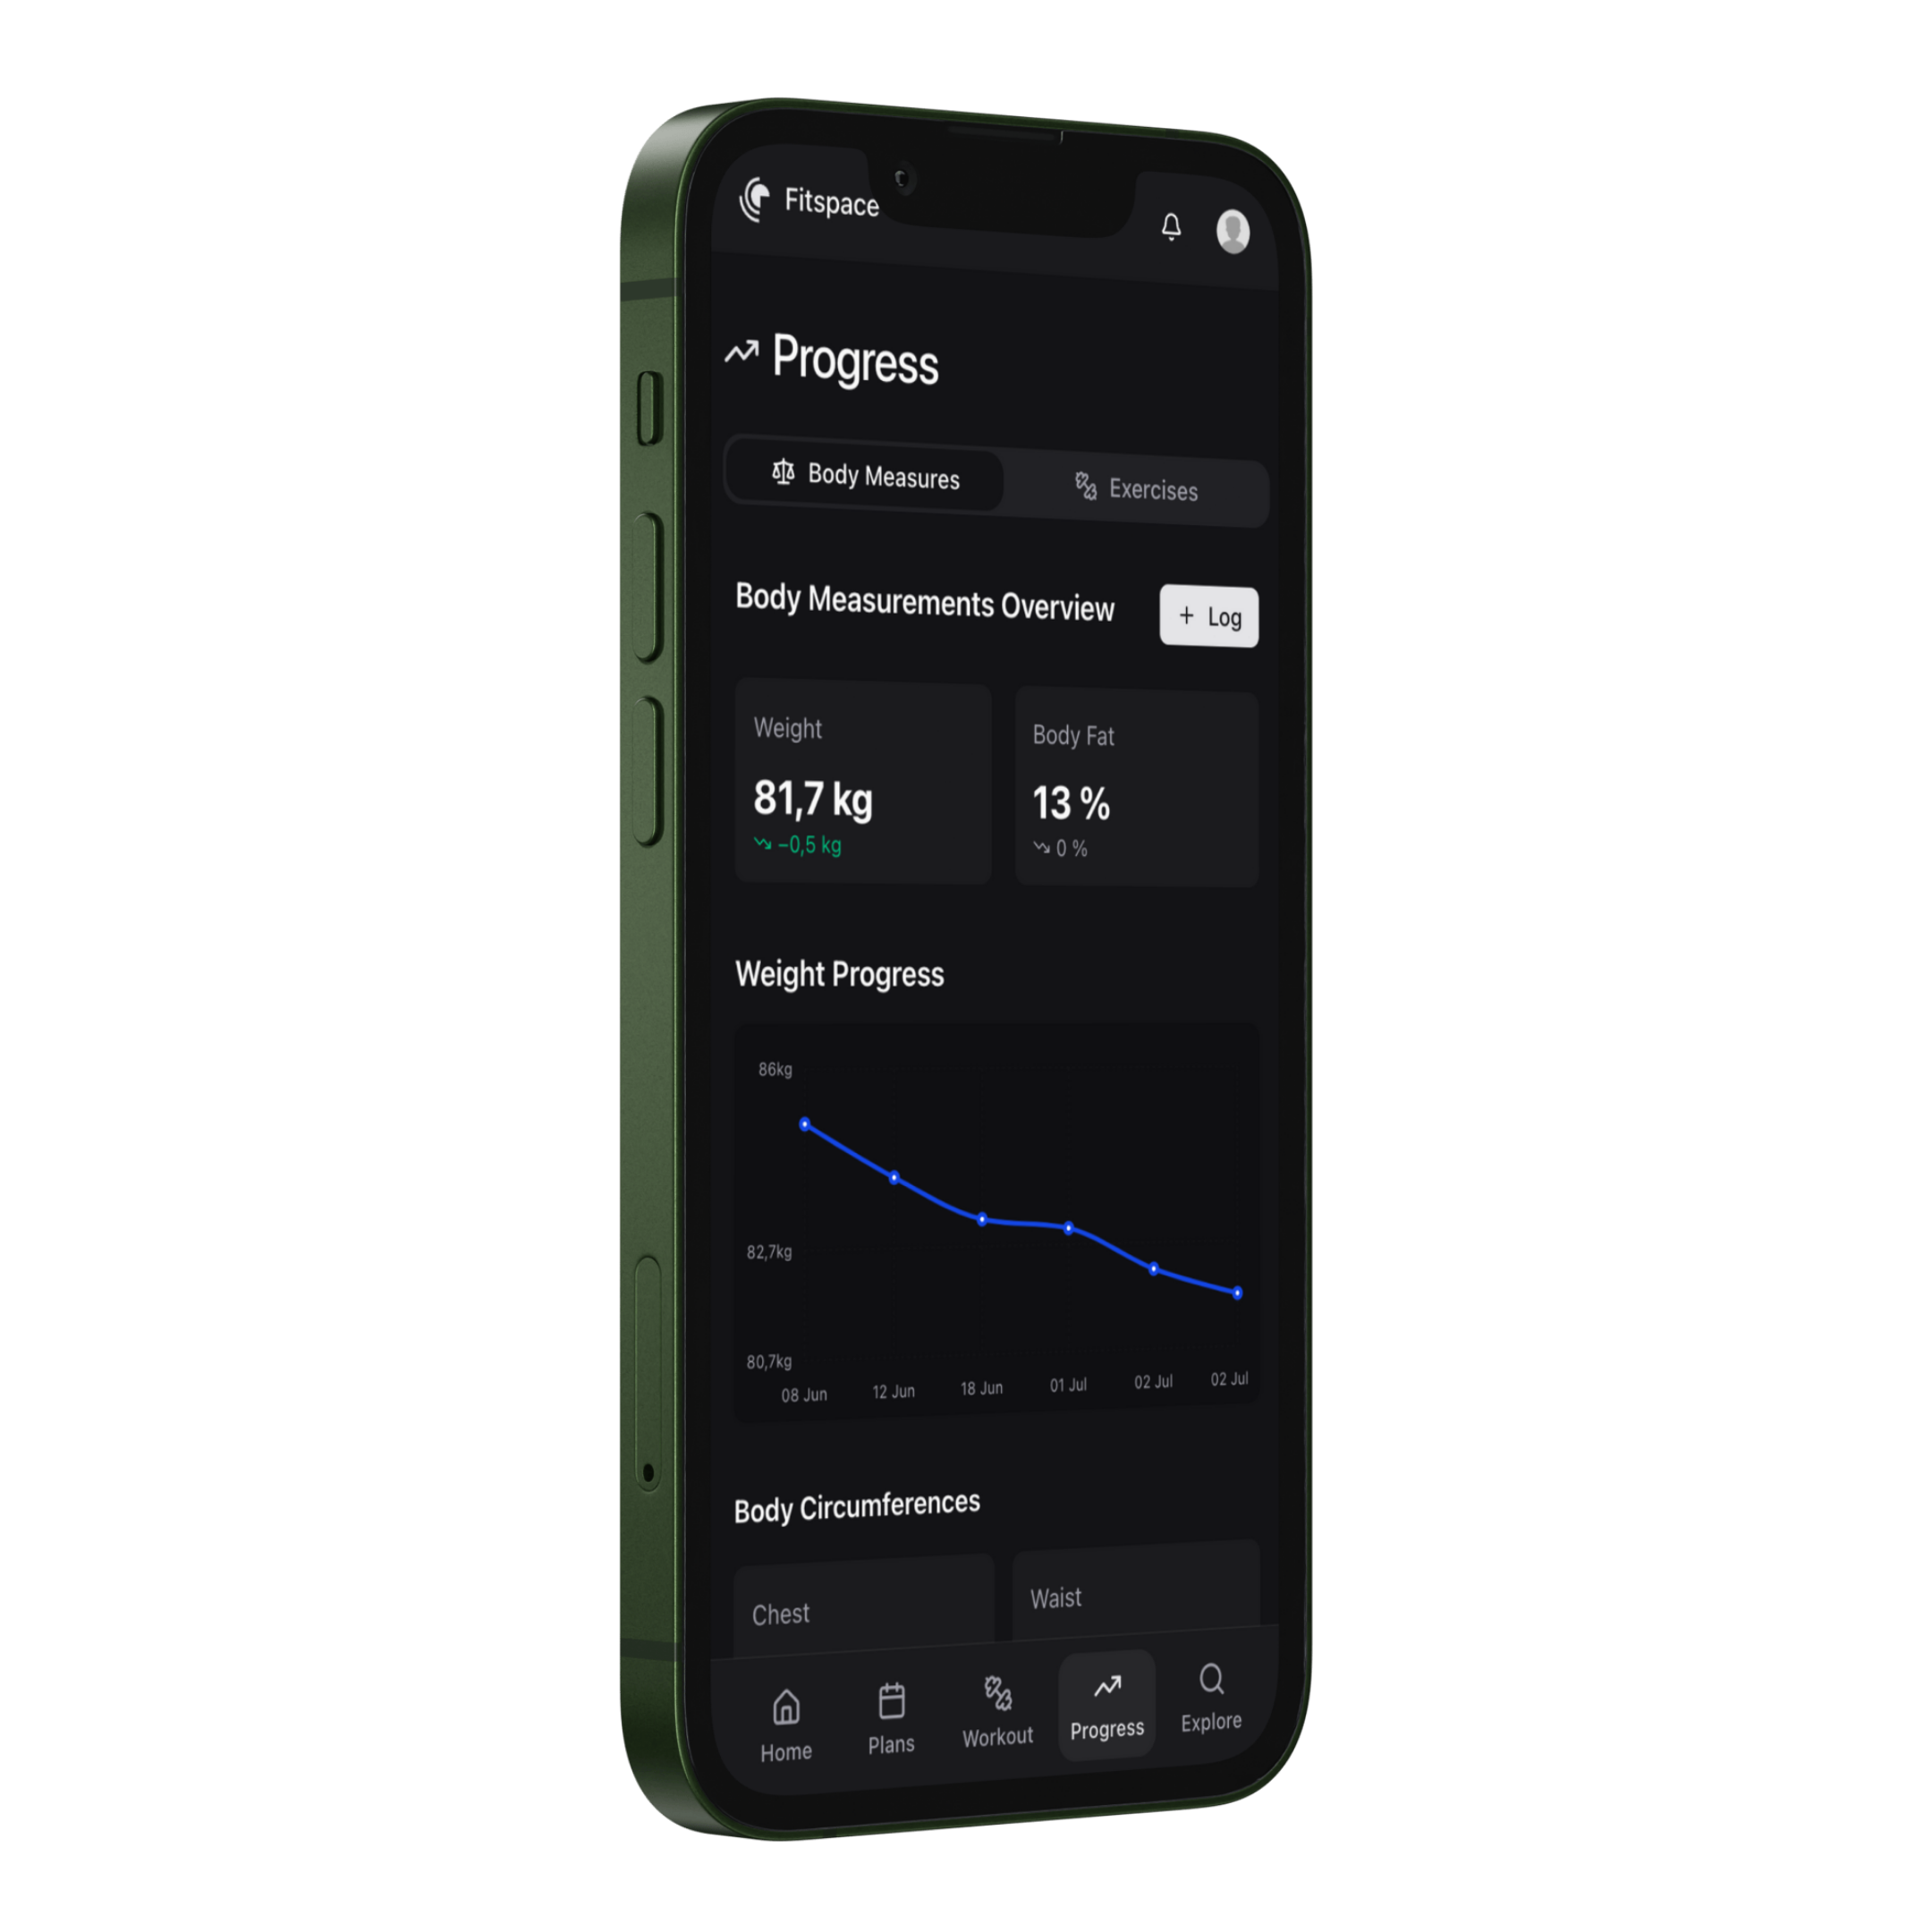 Fitspace
Progress
Body Measures
Exercises
Body Measurements Overview
+ Log
Weight
Body Fat
81,7 kg
13 %
−0,5 kg
0 %
Weight Progress
86kg
82,7kg
80,7kg
08 Jun
12 Jun
18 Jun
01 Jul
02 Jul
02 Jul
Body Circumferences
Chest
Waist
Home
Plans
Workout
Progress
Explore